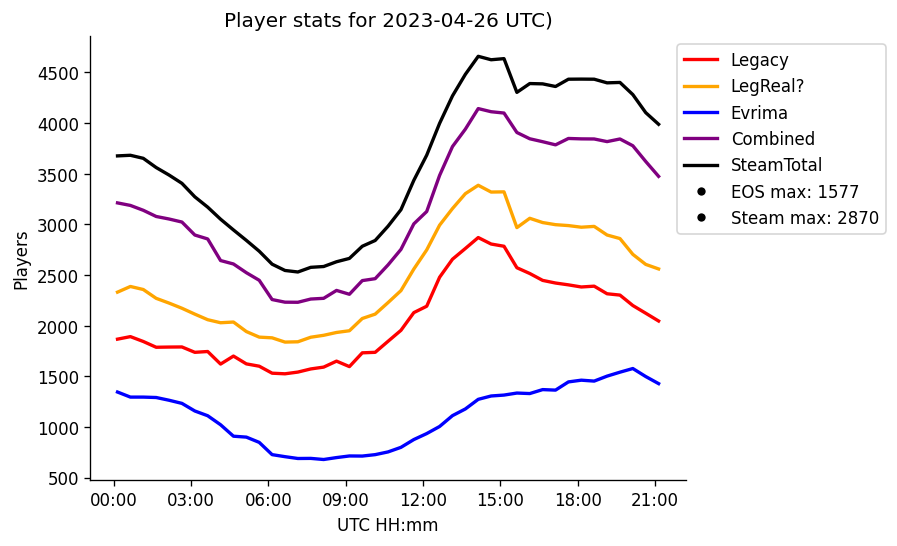 Player stats for 2023-04-26 UTC)
Legacy
LegReal?
Evrima
Combined
SteamTotal
EOS max: 1577
Steam max: 2870
Players
4500
4000
3500
3000
2500
2000
1500
1000
500
00:00 03:00 06:00 09:00 12:00 15:00 18:00 21:00
UTC HH:mm